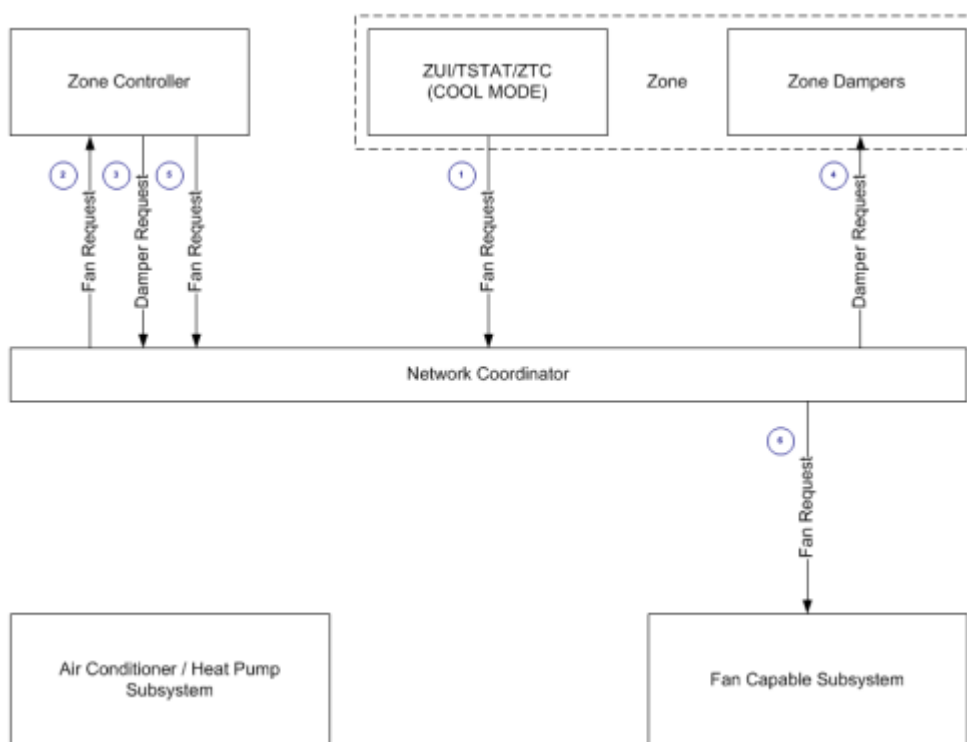 Zone Controller
ZUI/TSTAT/ZTC
(COOL MODE)
Zone
Zone Dampers
2
3
5
1
4
Fan Request
Damper Request
Fan Request
Fan Request
Damper Request
Network Coordinator
6
Fan Request
Air Conditioner / Heat Pump
Subsystem
Fan Capable Subsystem